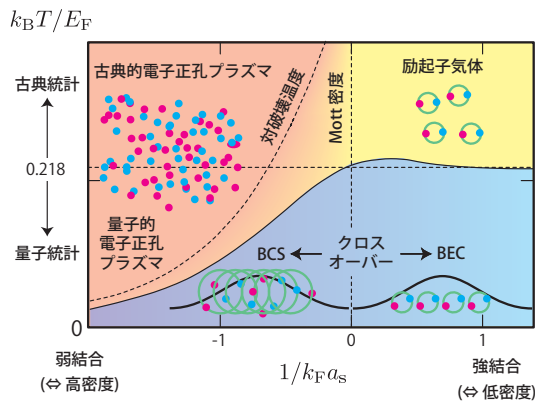 k_B T/E_F
古典統計
0.218
量子統計
0
古典的電子正孔プラズマ
対破壊温度
Mott 密度
励起子気体
量子的
電子正孔
プラズマ
BCS
クロス
オーバー
BEC
-1
0
1
弱結合
(⇔ 高密度)
1/k_F a_s
強結合
(⇔ 低密度)